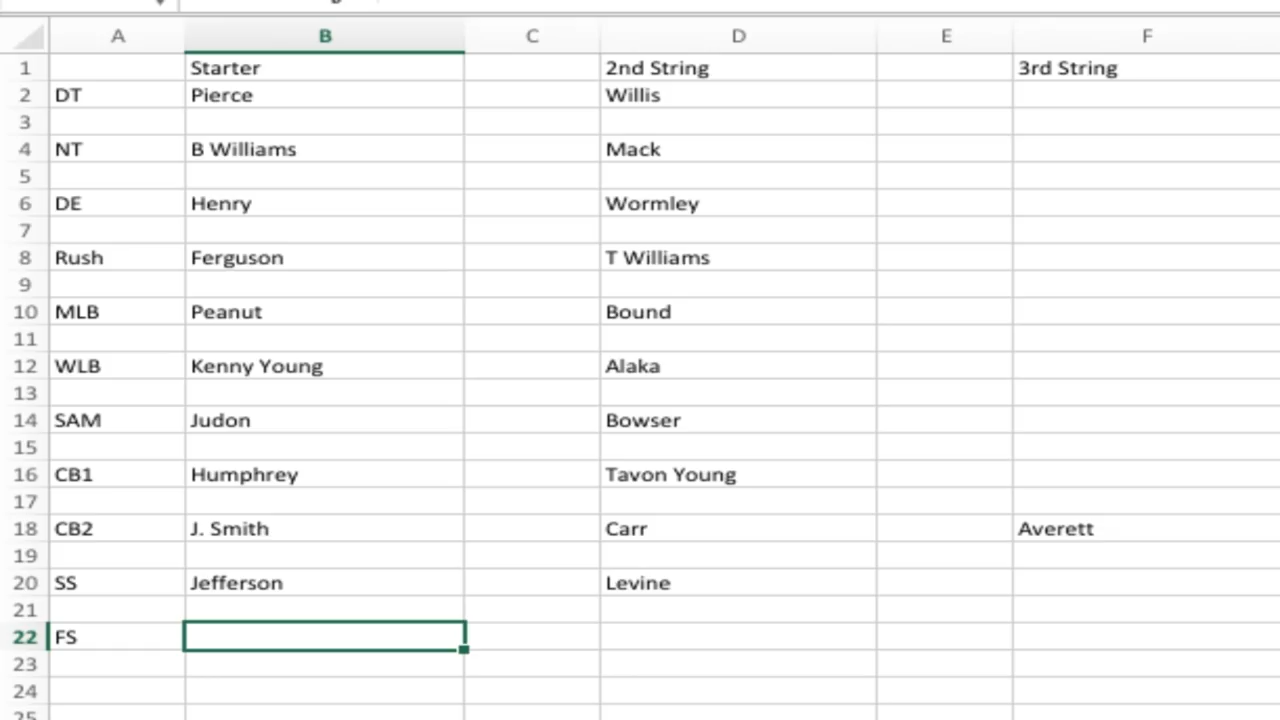 A B C D E F
1 Starter 2nd String 3rd String
2 DT Pierce Willis
3
4 NT B Williams Mack
5
6 DE Henry Wormley
7
8 Rush Ferguson T Williams
9
10 MLB Peanut Bound
11
12 WLB Kenny Young Alaka
13
14 SAM Judon Bowser
15
16 CB1 Humphrey Tavon Young
17
18 CB2 J. Smith Carr Averett
19
20 SS Jefferson Levine
21
22 FS
23
24
25